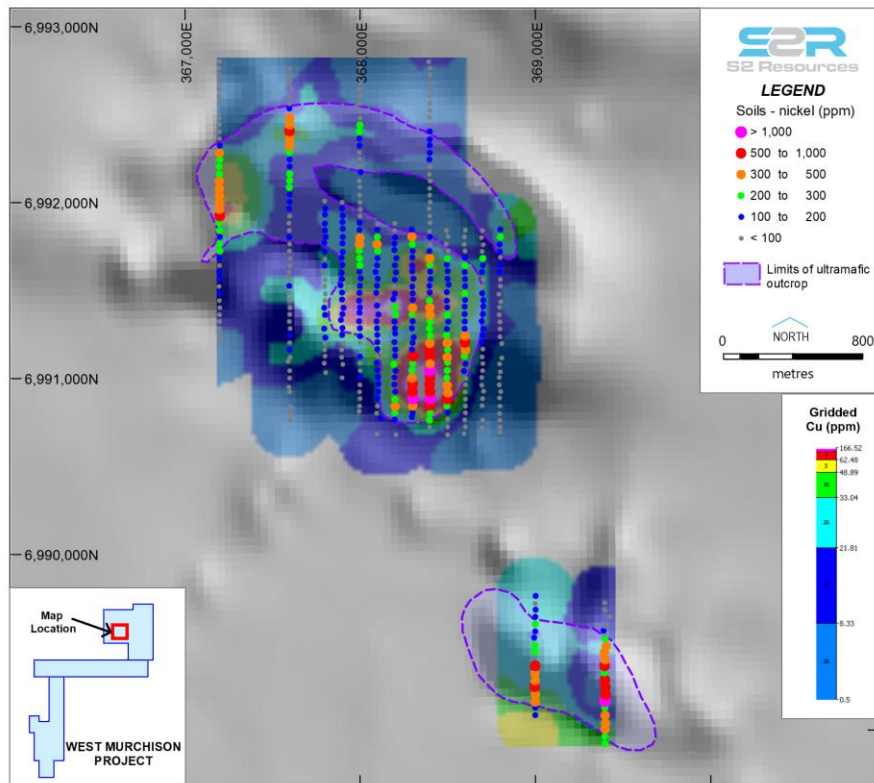 6,993,000N
367,000E
368,000E
369,000E
6,992,000N
6,991,000N
6,990,000N
S2R
S2 Resources
LEGEND
Soils - nickel (ppm)
> 1,000
500 to 1,000
300 to 500
200 to 300
100 to 200
< 100
Limits of ultramafic
outcrop
NORTH
0 800
metres
Gridded
Cu (ppm)
166.52
62.48
48.89
33.04
21.81
8.33
0.5
Map
Location
WEST MURCHISON
PROJECT